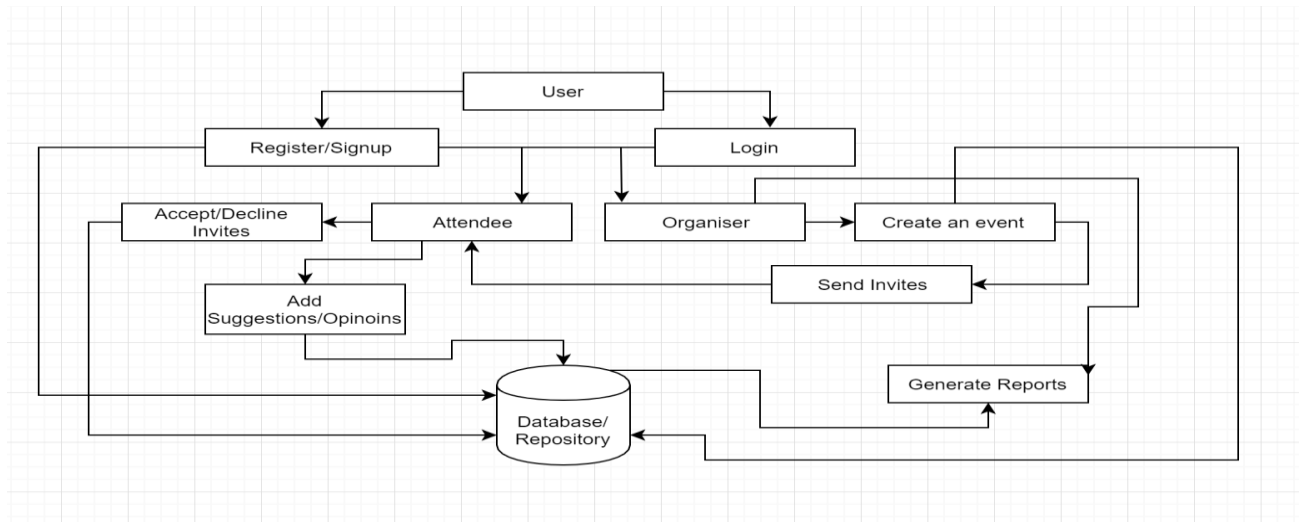 User
Register/Signup
Login
Accept/Decline
Invites
Attendee
Organiser
Create an event
Send Invites
Add
Suggestions/Opinoins
Generate Reports
Database/
Repository